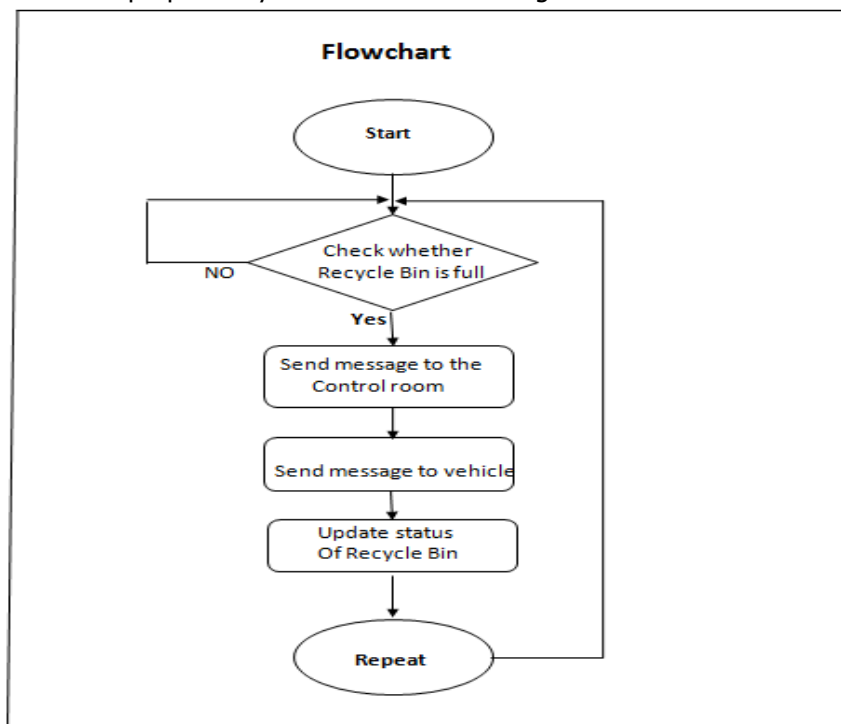 Flowchart
Start
Check whether
Recycle Bin is full
NO
Yes
Send message to the
Control room
Send message to vehicle
Update status
Of Recycle Bin
Repeat